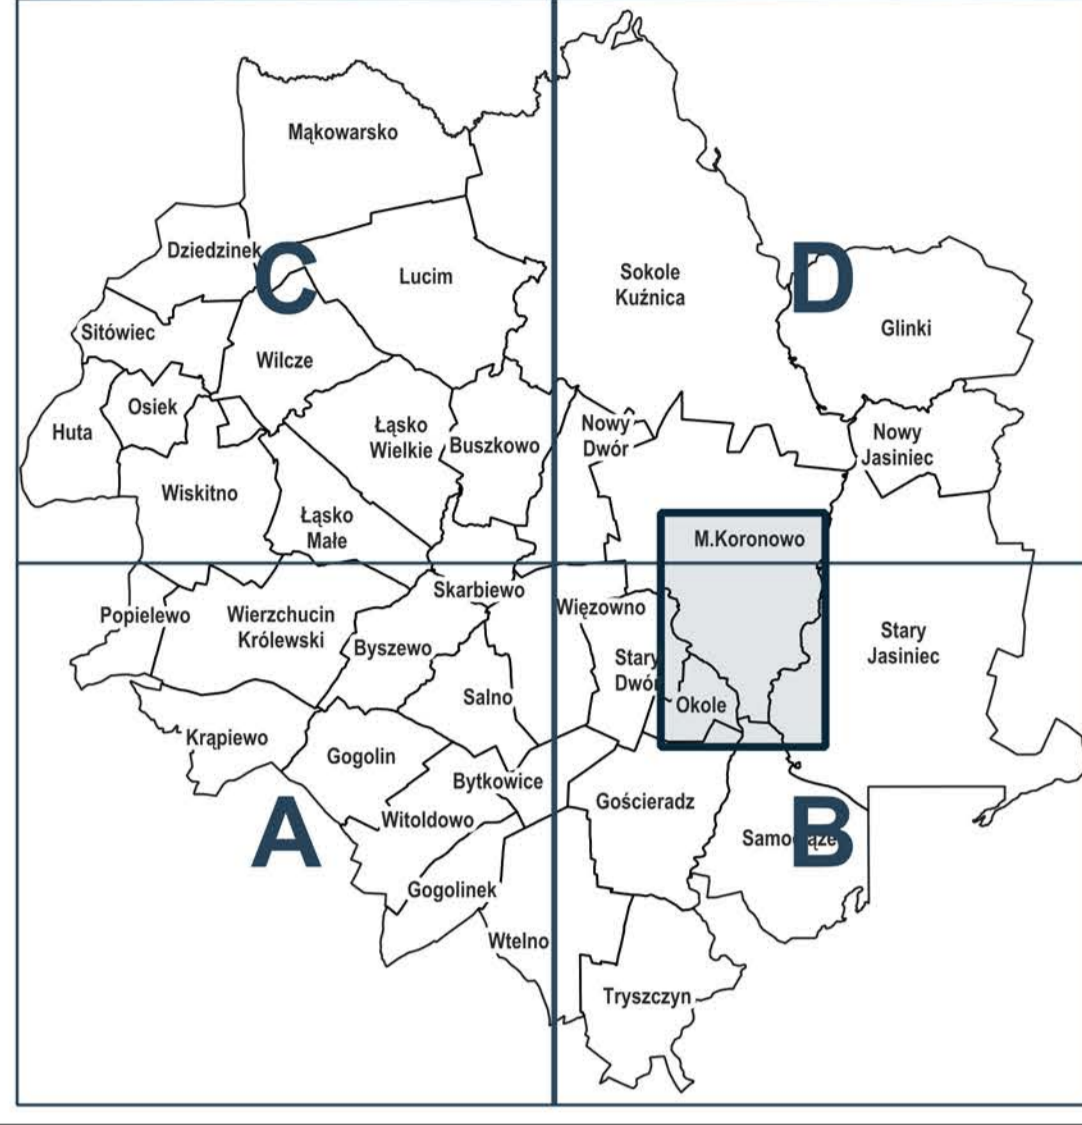 Mąkowarsko
Dziedzinek
C
Lucim
Sokole
Kuźnica
D
Glinki
Sitówiec
Wilcze
Osiek
Huta
Łąsko
Wielkie
Buszkowo
Nowy
Dwór
Nowy
Jasiniec
Wiskitno
Łąsko
Małe
M.Koronowo
Skarbiewo
Popielewo
Wierzchucin
Królewski
Byszewo
Więzowno
Stary
Dwór
Stary
Jasiniec
Salno
Okole
Krąpiewo
Gogolin
Bytkowice
Gościeradz
A
Witoldowo
B
Gogolinek
Wtelno
Tryszczyn